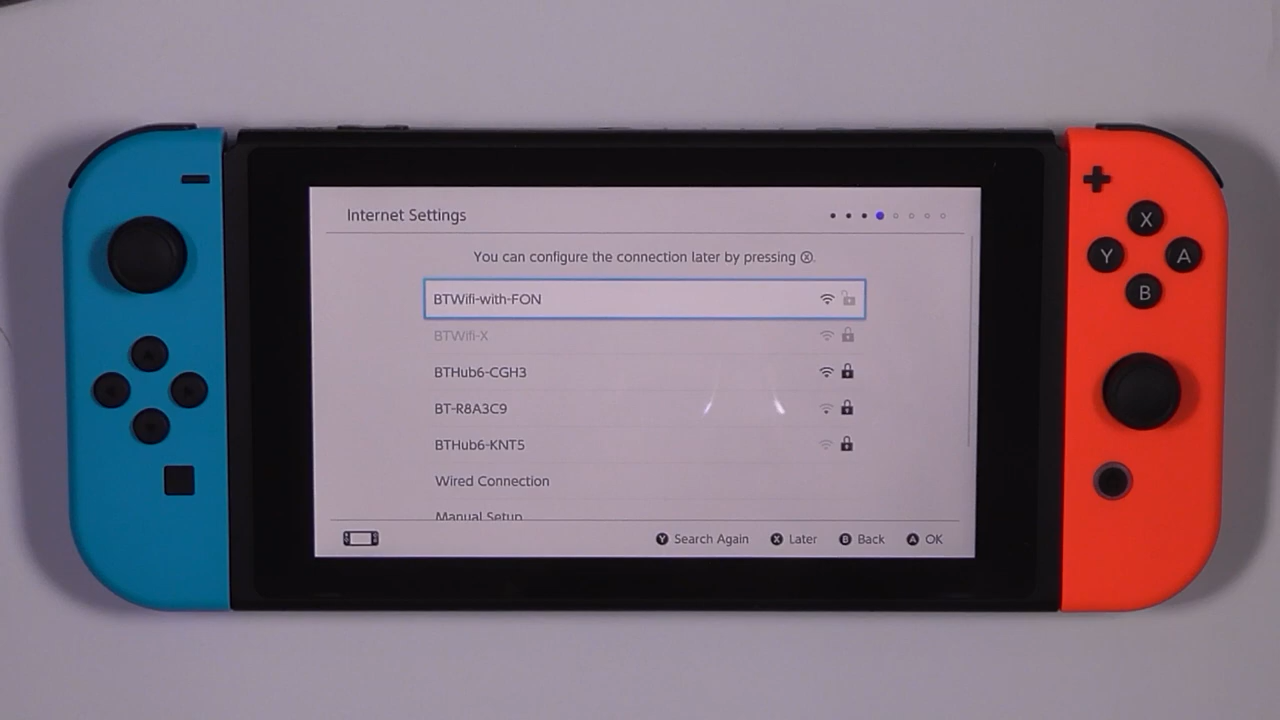 Internet Settings
You can configure the connection later by pressing Ⓧ.
BTWifi-with-FON
BTWifi-X
BTHub6-CGH3
BT-R8A3C9
BTHub6-KNT5
Wired Connection
Manual Setup
Y Search Again X Later B Back A OK
X
Y A
B